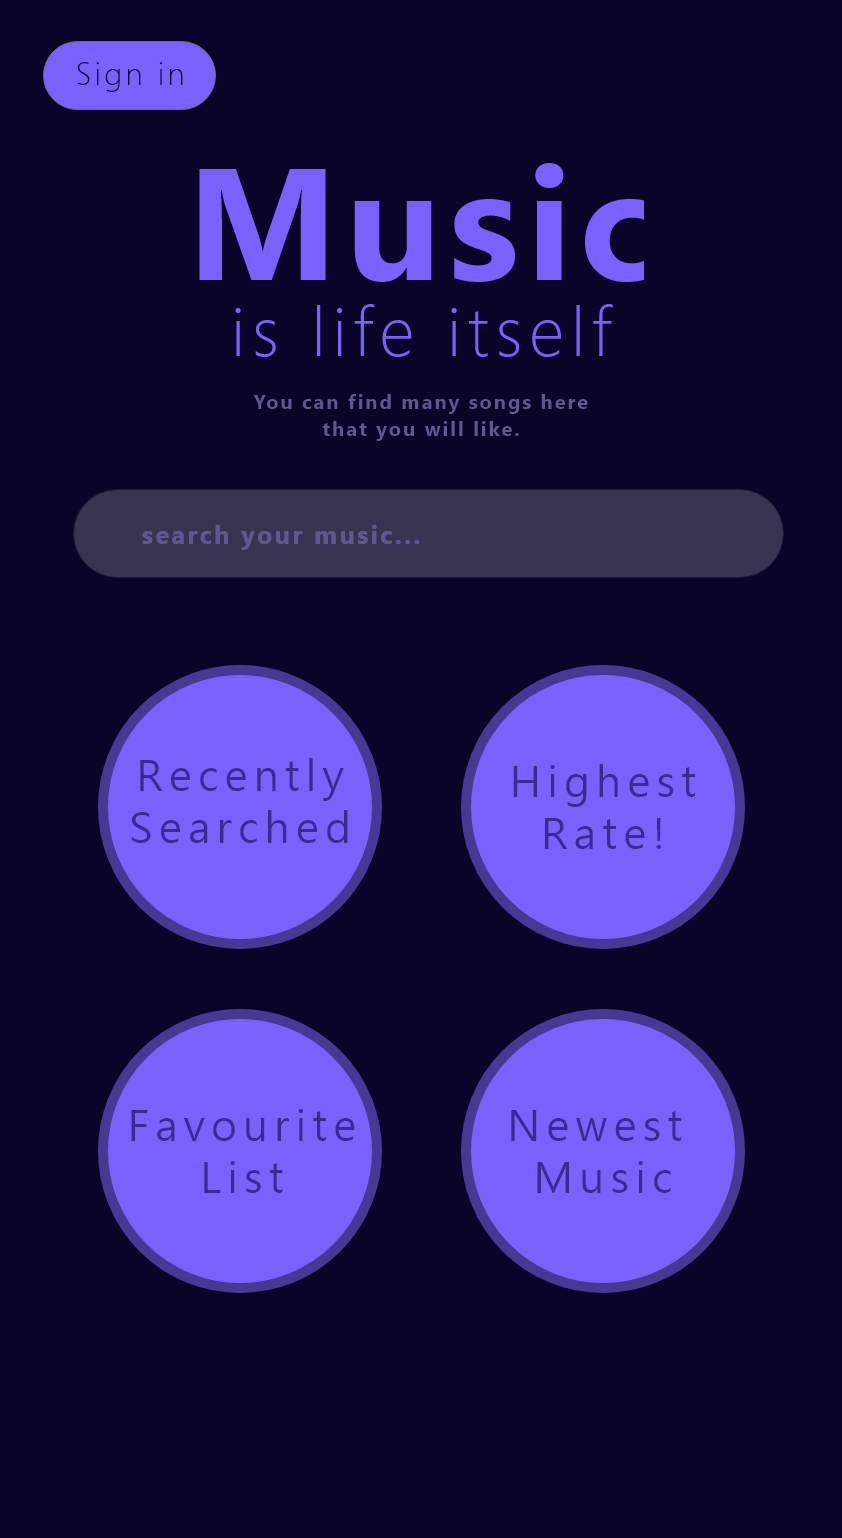 Sign in
Music
is life itself
You can find many songs here
that you will like.
search your music...
Recently
Searched
Highest
Rate!
Favourite
List
Newest
Music